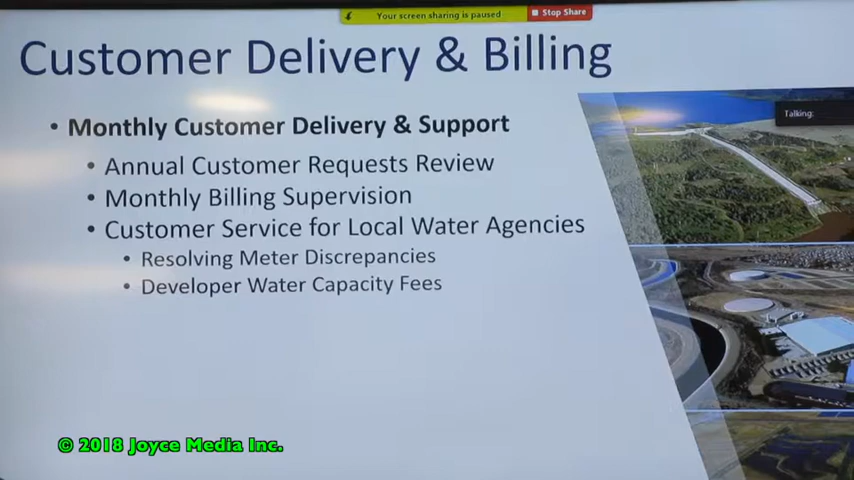 Your screen sharing is paused
Stop Share
Customer Delivery & Billing
Talking:
• Monthly Customer Delivery & Support
• Annual Customer Requests Review
• Monthly Billing Supervision
• Customer Service for Local Water Agencies
• Resolving Meter Discrepancies
• Developer Water Capacity Fees
© 2018 Joyce Media Inc.